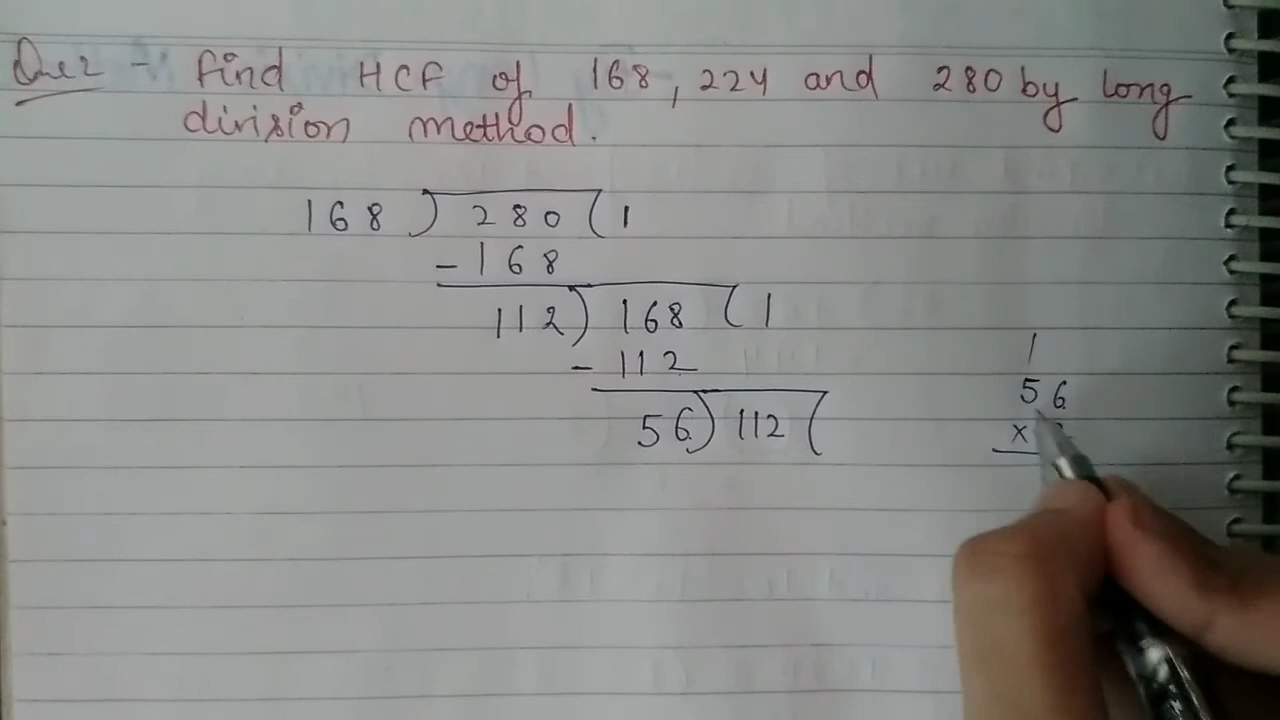 Que2 - Find HCF of 168, 224 and 280 by long
division method.
168 ) 280 ( 1
- 168
112 ) 168 ( 1
- 112
56 ) 112 (
1
56
×